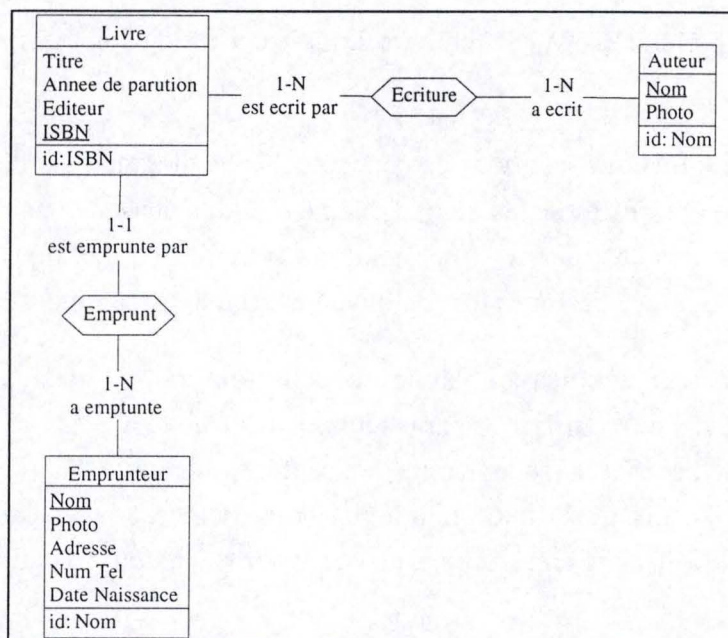 Livre
Titre
Annee de parution
Editeur
ISBN
id:ISBN
1-N
est ecrit par
Ecriture
1-N
a ecrit
Auteur
Nom
Photo
id: Nom
1-1
est emprunte par
Emprunt
1-N
a emptunte
Emprunteur
Nom
Photo
Adresse
Num Tel
Date Naissance
id: Nom